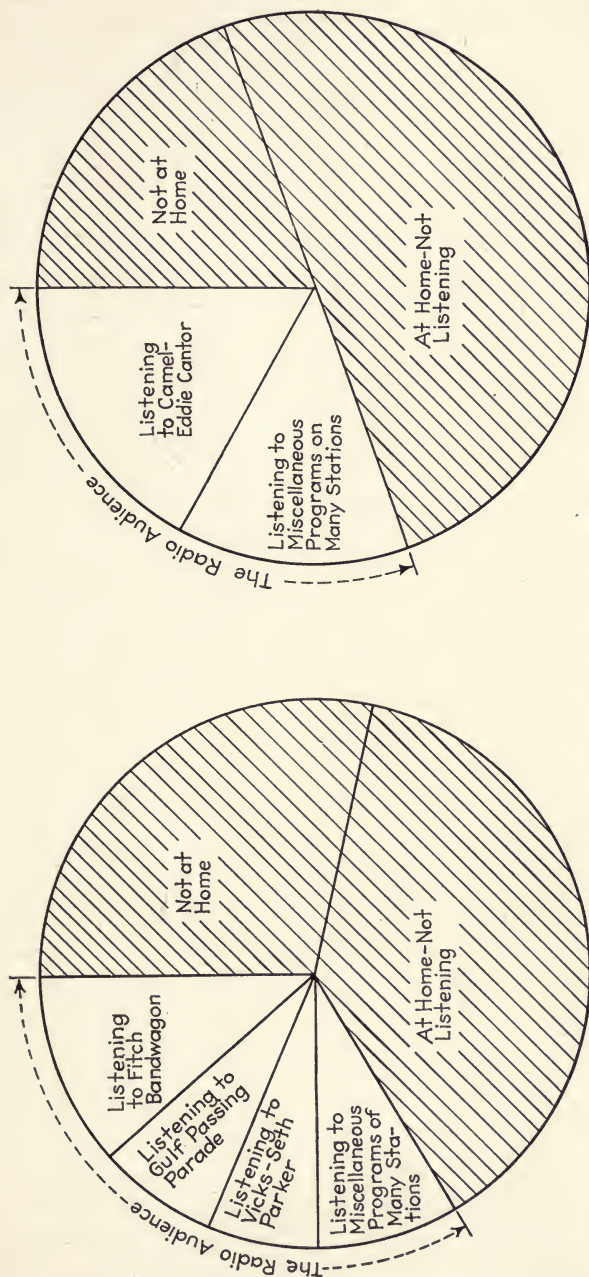 The Radio Audience
Listening
to Fitch
Bandwagon
Listening to
Gulf Passing
Parade
Listening to
Vicks-Seth
Parker
Listening to
Miscellaneous
Programs of
Many Sta-
tions
Not at
Home
At Home-Not
Listening
The Radio Audience
Listening
to Camel-
Eddie Cantor
Listening to
Miscellaneous
Programs on
Many Stations
Not at
Home
At Home-Not
Listening